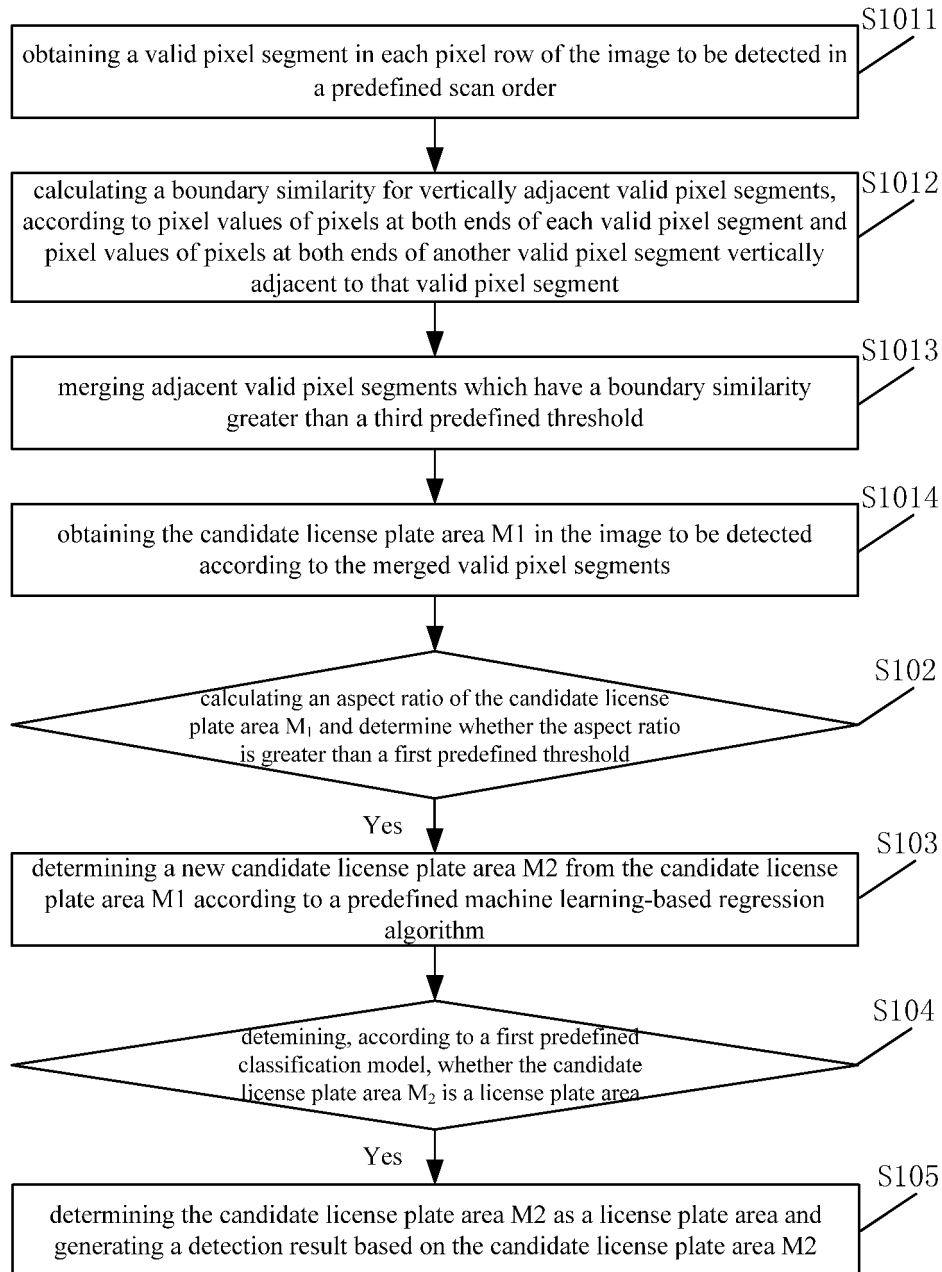 S1011
obtaining a valid pixel segment in each pixel row of the image to be detected in
a predefined scan order
S1012
calculating a boundary similarity for vertically adjacent valid pixel segments,
according to pixel values of pixels at both ends of each valid pixel segment and
pixel values of pixels at both ends of another valid pixel segment vertically
adjacent to that valid pixel segment
S1013
merging adjacent valid pixel segments which have a boundary similarity
greater than a third predefined threshold
S1014
obtaining the candidate license plate area M1 in the image to be detected
according to the merged valid pixel segments
S102
calculating an aspect ratio of the candidate license
plate area M₁ and determine whether the aspect ratio
is greater than a first predefined threshold
Yes
S103
determining a new candidate license plate area M2 from the candidate license
plate area M1 according to a predefined machine learning-based regression
algorithm
S104
detemining, according to a first predefined
classification model, whether the candidate
license plate area M₂ is a license plate area
Yes
S105
determining the candidate license plate area M2 as a license plate area and
generating a detection result based on the candidate license plate area M2